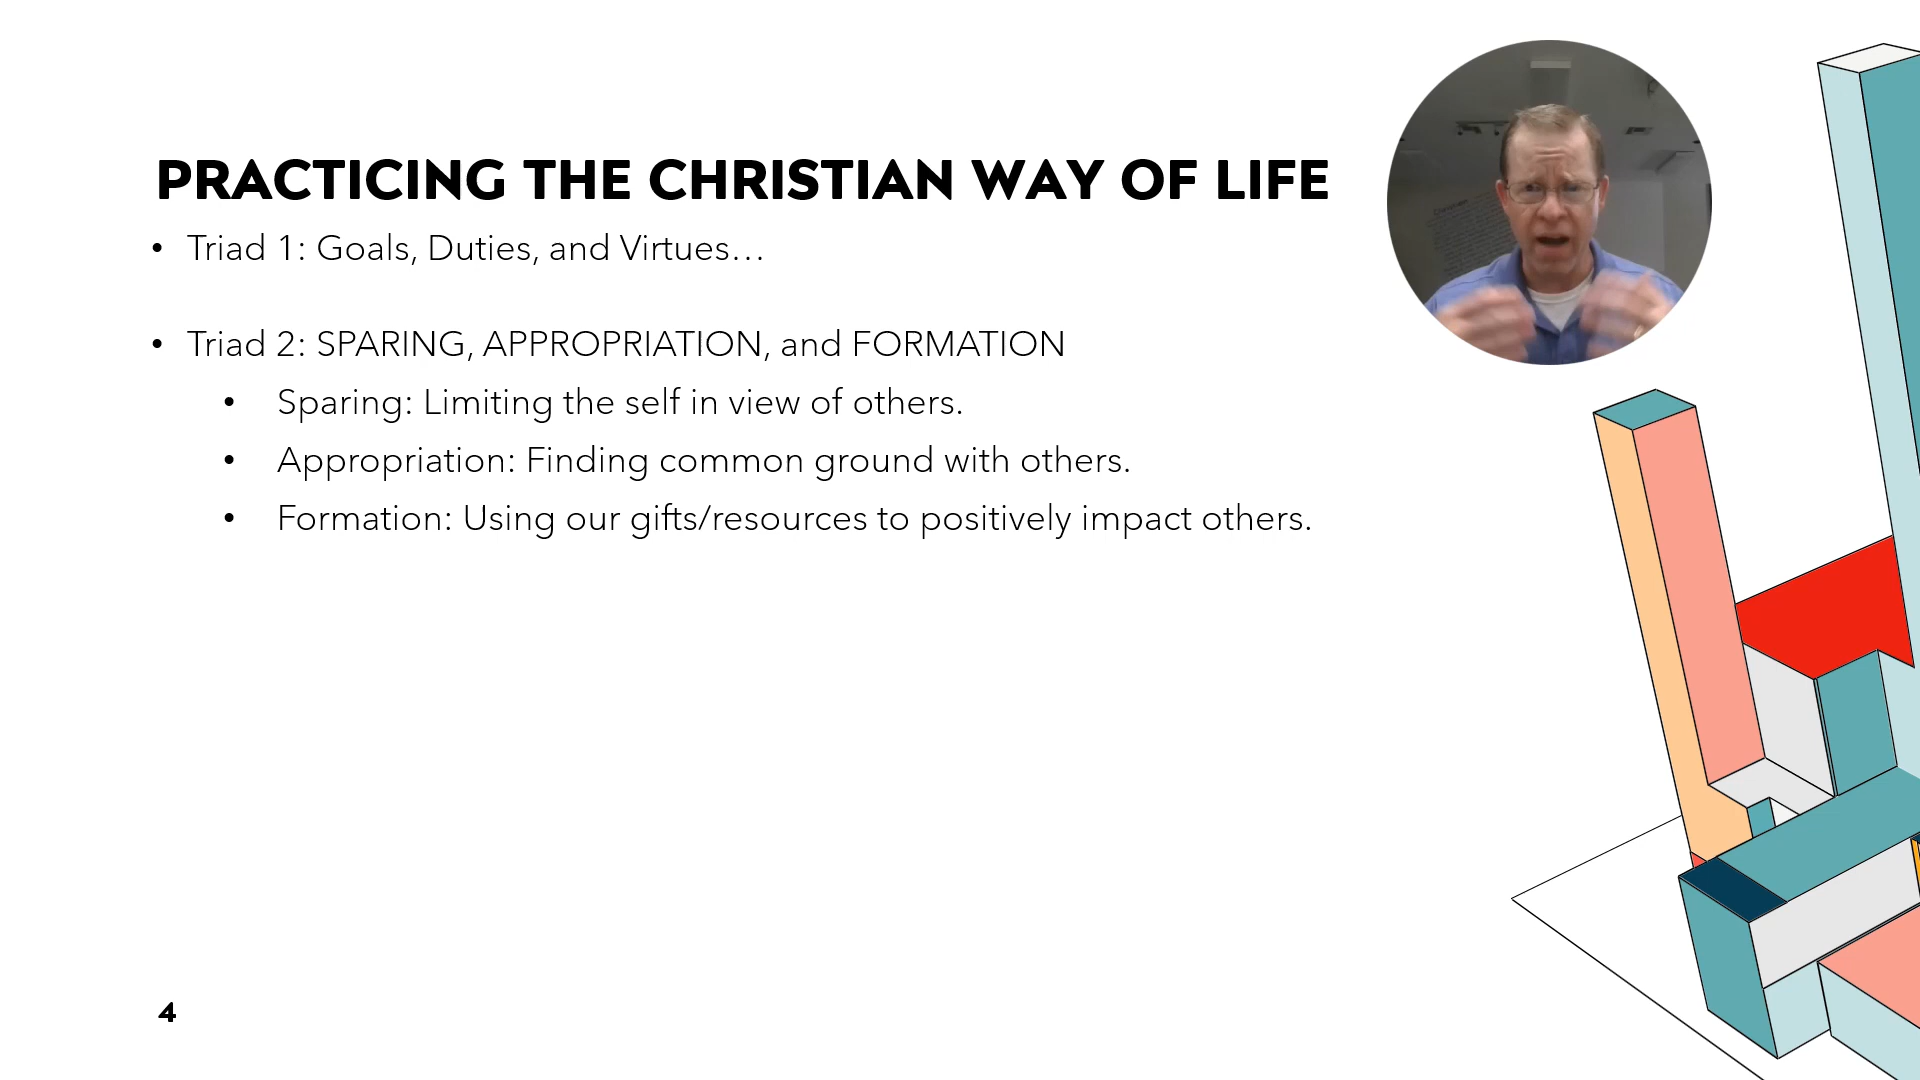 PRACTICING THE CHRISTIAN WAY OF LIFE
• Triad 1: Goals, Duties, and Virtues…
• Triad 2: SPARING, APPROPRIATION, and FORMATION
• Sparing: Limiting the self in view of others.
• Appropriation: Finding common ground with others.
• Formation: Using our gifts/resources to positively impact others.
4